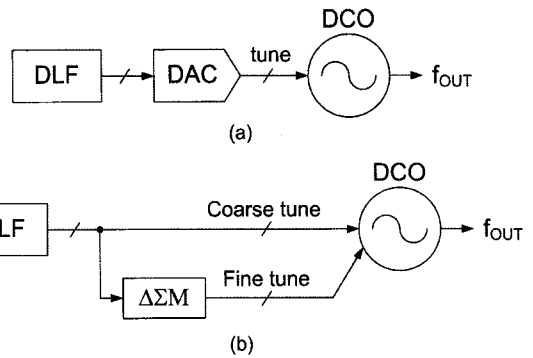 DCO
tune
DLF
DAC
fOUT
(a)
DCO
Coarse tune
LF
fOUT
Fine tune
ΔΣM
(b)